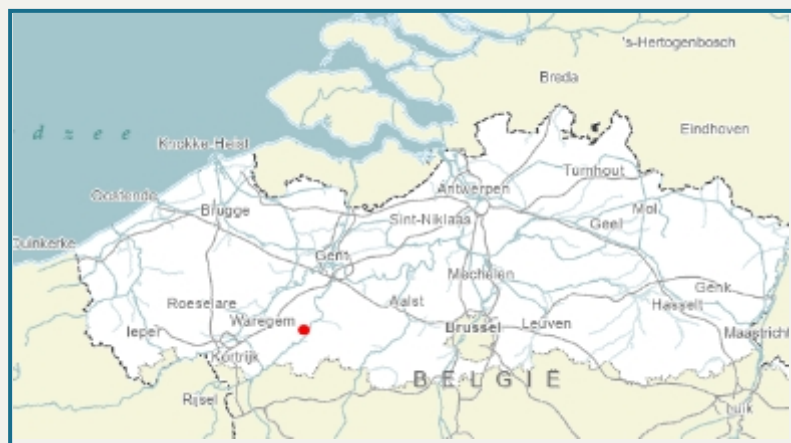 's-Hertogenbosch
Breda
d z e e
Eindhoven
Knokke-Heist
Turnhout
Antwerpen
Oostende
Mol
Brugge
Sint-Niklaas
Geel
Duinkerke
Gent
Mechelen
Genk
Roeselare
Aalst
Hasselt
Waregem
Ieper
Brussel
Leuven
Maastricht
Kortrijk
BELGIË
Rijsel
Luik